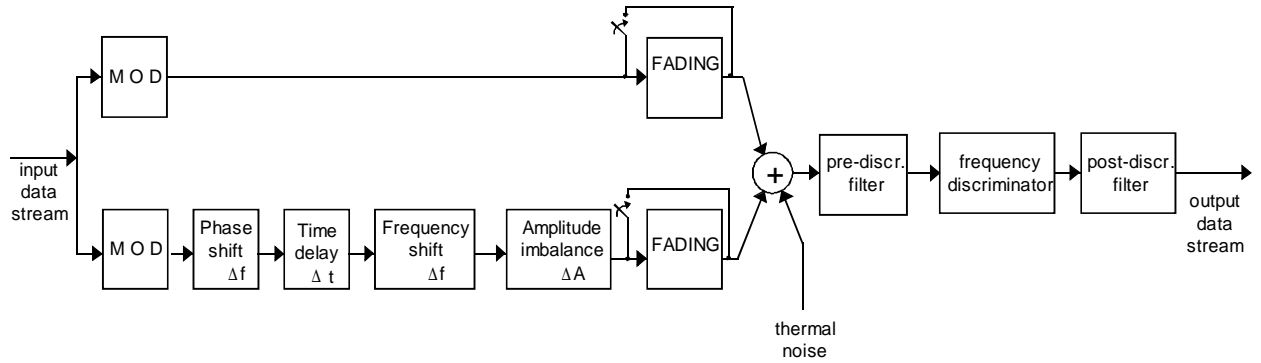 M O D
FADING
input
data
stream
+
pre-discr.
filter
frequency
discriminator
post-discr.
filter
output
data
stream
M O D
Phase
shift
Δf
Time
delay
Δ t
Frequency
shift
Δf
Amplitude
imbalance
ΔA
FADING
thermal
noise